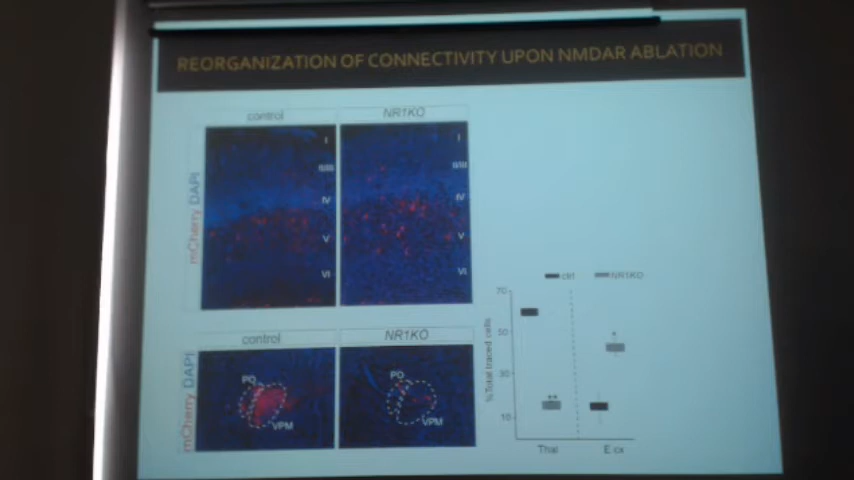 REORGANIZATION OF CONNECTIVITY UPON NMDAR ABLATION
control
NR1KO
mCherry DAPI
I
II/III
IV
V
VI
I
II/III
IV
V
VI
control
NR1KO
mCherry DAPI
PO
VPM
PO
VPM
ctrl
NR1KO
%Total traced cells
70
50
30
10
**
*
Thal
E cx